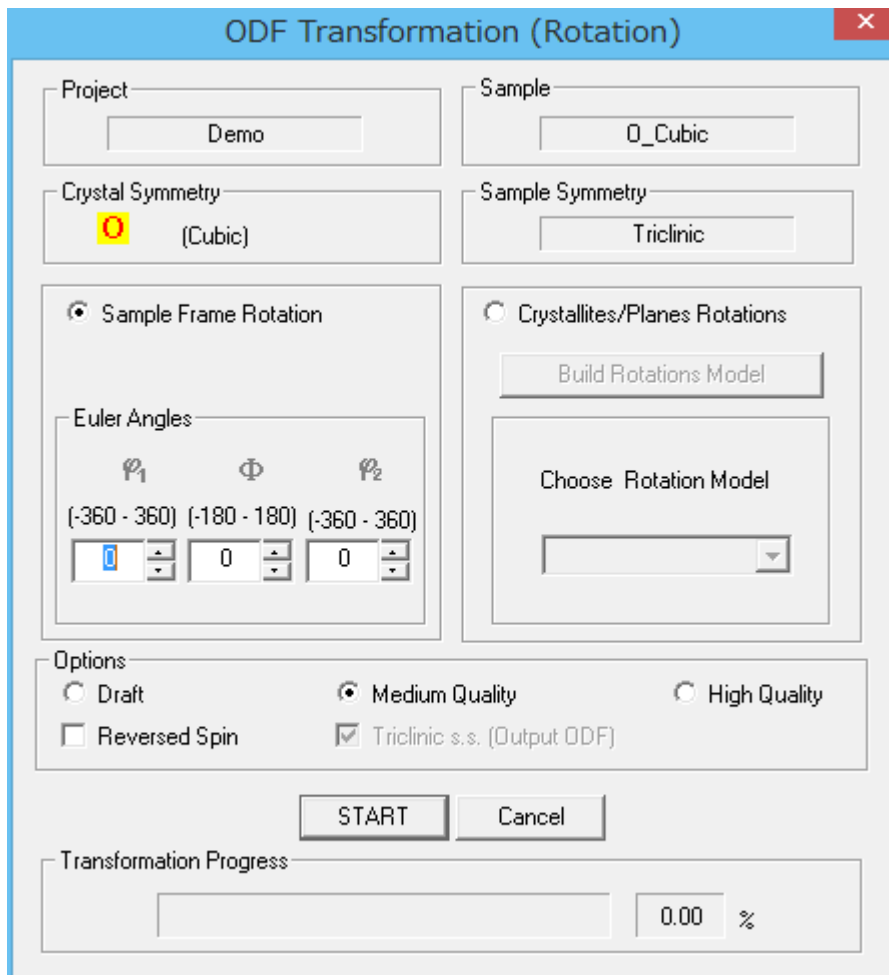 ODF Transformation (Rotation)
Project
Demo
Sample
O_Cubic
Crystal Symmetry
O (Cubic)
Sample Symmetry
Triclinic
Sample Frame Rotation
Euler Angles
φ₁ Φ φ₂
(-360 - 360) (-180 - 180) (-360 - 360)
0 0 0
Crystallites/Planes Rotations
Build Rotations Model
Choose Rotation Model
Options
Draft Medium Quality High Quality
Reversed Spin Triclinic s.s. (Output ODF)
START Cancel
Transformation Progress
0.00 %